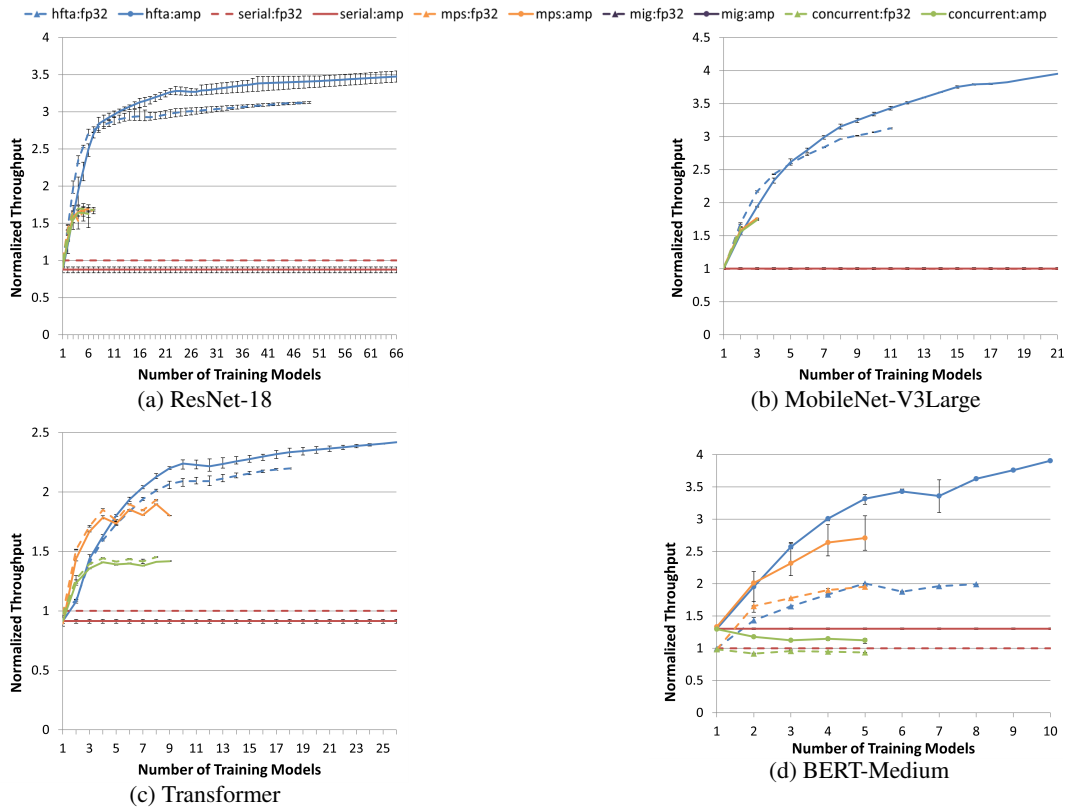 hfta:fp32 hfta:amp serial:fp32 serial:amp mps:fp32 mps:amp mig:fp32 mig:amp concurrent:fp32 concurrent:amp
Normalized Throughput
4
3.5
3
2.5
2
1.5
1
0.5
0
1 6 11 16 21 26 31 36 41 46 51 56 61 66
Number of Training Models
(a) ResNet-18
Normalized Throughput
4.5
4
3.5
3
2.5
2
1.5
1
0.5
0
1 3 5 7 9 11 13 15 17 19 21
Number of Training Models
(b) MobileNet-V3Large
Normalized Throughput
2.5
2
1.5
1
0.5
0
1 3 5 7 9 11 13 15 17 19 21 23 25
Number of Training Models
(c) Transformer
Normalized Throughput
4
3.5
3
2.5
2
1.5
1
0.5
0
1 2 3 4 5 6 7 8 9 10
Number of Training Models
(d) BERT-Medium